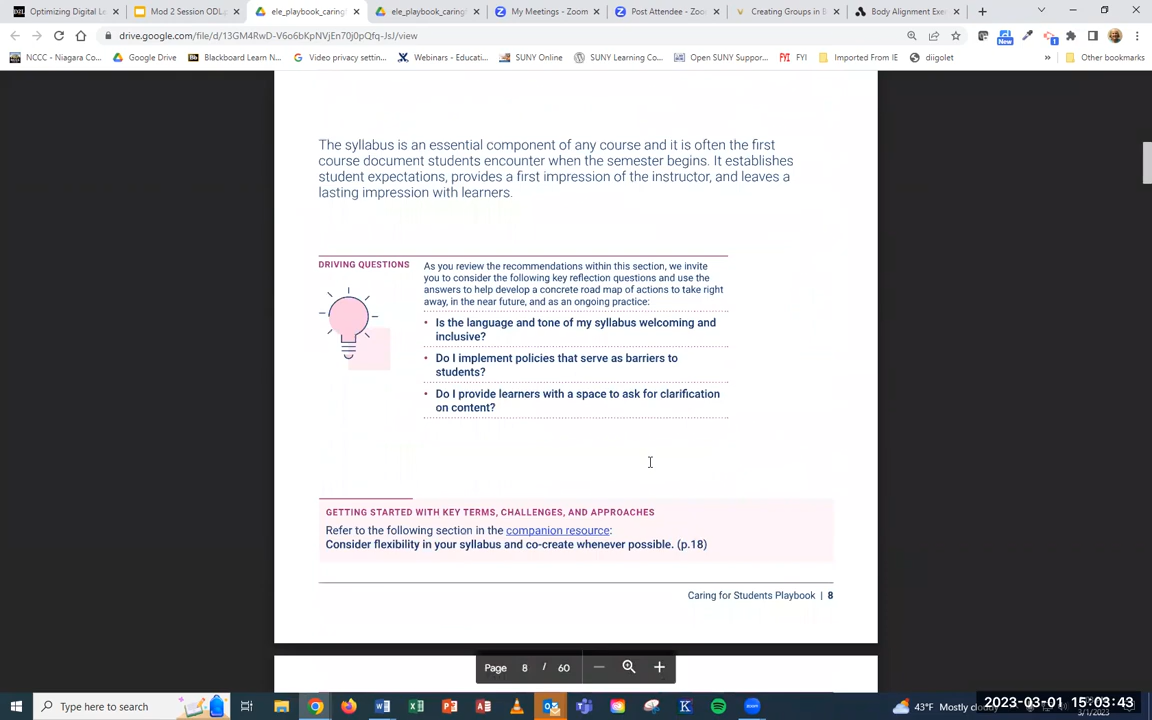 Optimizing Digital Le
Mod 2 Session ODL
ele_playbook_caring
ele_playbook_caring
My Meetings - Zoom
Post Attendee - Zoo
Creating Groups in B
Body Alignment Exe
drive.google.com/file/d/13GM4RwD-V6o6bKpNVjEn70j0pQfq-JsJ/view
New
NCCC - Niagara Co...
Google Drive
Blackboard Learn N...
Video privacy settin...
Webinars - Educati...
SUNY Online
SUNY Learning Co...
Open SUNY Suppor...
FYI
Imported From IE
diigolet
Other bookmarks
The syllabus is an essential component of any course and it is often the first
course document students encounter when the semester begins. It establishes
student expectations, provides a first impression of the instructor, and leaves a
lasting impression with learners.
DRIVING QUESTIONS
As you review the recommendations within this section, we invite
you to consider the following key reflection questions and use the
answers to help develop a concrete road map of actions to take right
away, in the near future, and as an ongoing practice:
• Is the language and tone of my syllabus welcoming and
inclusive?
• Do I implement policies that serve as barriers to
students?
• Do I provide learners with a space to ask for clarification
on content?
GETTING STARTED WITH KEY TERMS, CHALLENGES, AND APPROACHES
Refer to the following section in the companion resource:
Consider flexibility in your syllabus and co-create whenever possible. (p.18)
Caring for Students Playbook | 8
Page 8 / 60
Type here to search
43°F Mostly cloudy
2023-03-01 15:03:43